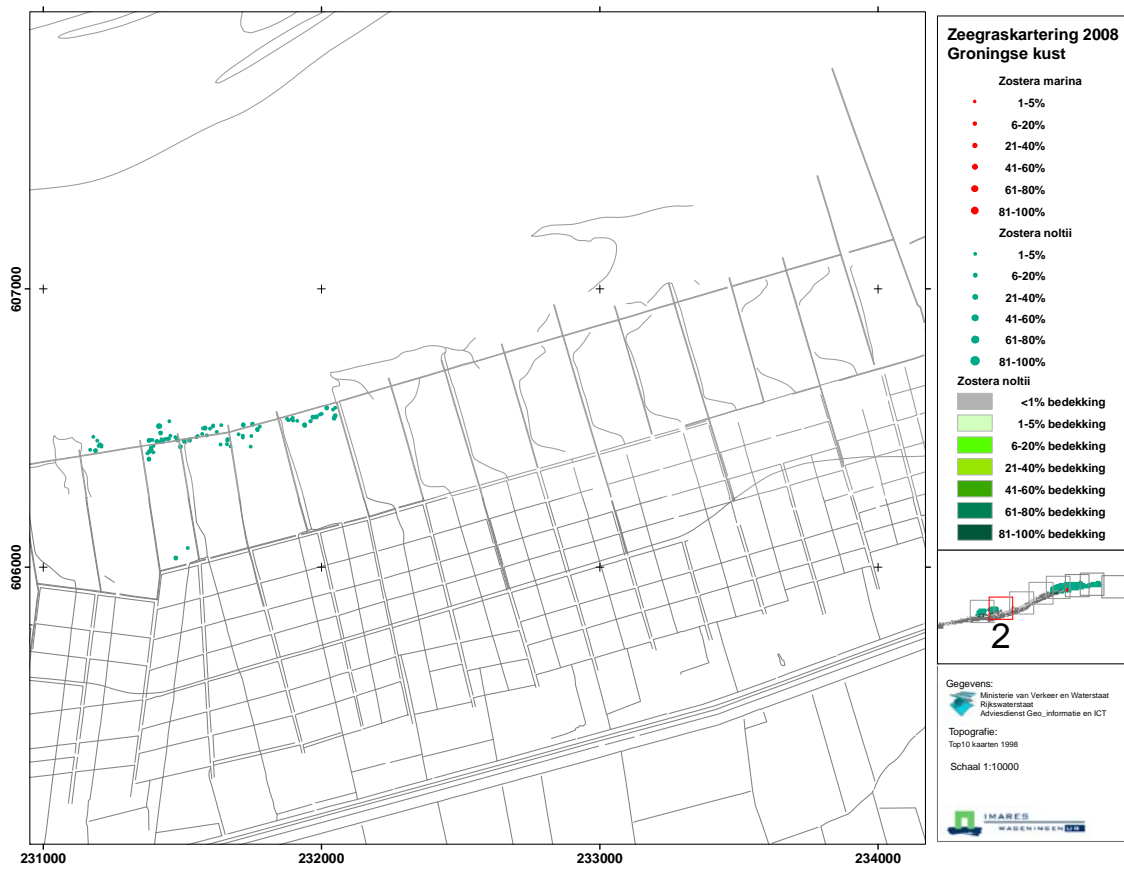 607000
606000
231000
232000
233000
234000
Zeegraskartering 2008
Groningse kust
Zostera marina
1-5%
6-20%
21-40%
41-60%
61-80%
81-100%
Zostera noltii
1-5%
6-20%
21-40%
41-60%
61-80%
81-100%
Zostera noltii
<1% bedekking
1-5% bedekking
6-20% bedekking
21-40% bedekking
41-60% bedekking
61-80% bedekking
81-100% bedekking
2
Gegevens:
Ministerie van Verkeer en Waterstaat
Rijkswaterstaat
Adviesdienst Geo_informatie en ICT
Topografie:
Top10 kaarten 1998
Schaal 1:10000
IMARES
WAGENINGEN UR